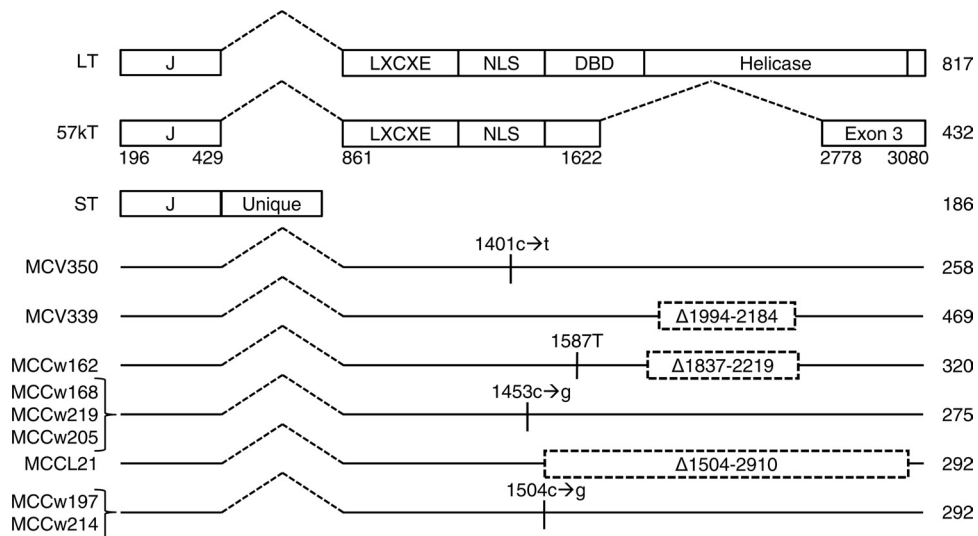 LT J LXCXE NLS DBD Helicase 817
57kT J LXCXE NLS Exon 3 432
196 429 861 1622 2778 3080
ST J Unique 186
1401c→t
MCV350 258
MCV339 Δ1994-2184 469
1587T
MCCw162 Δ1837-2219 320
MCCw168
1453c→g
MCCw219 275
MCCw205
MCCL21 Δ1504-2910 292
1504c→g
MCCw197
292
MCCw214